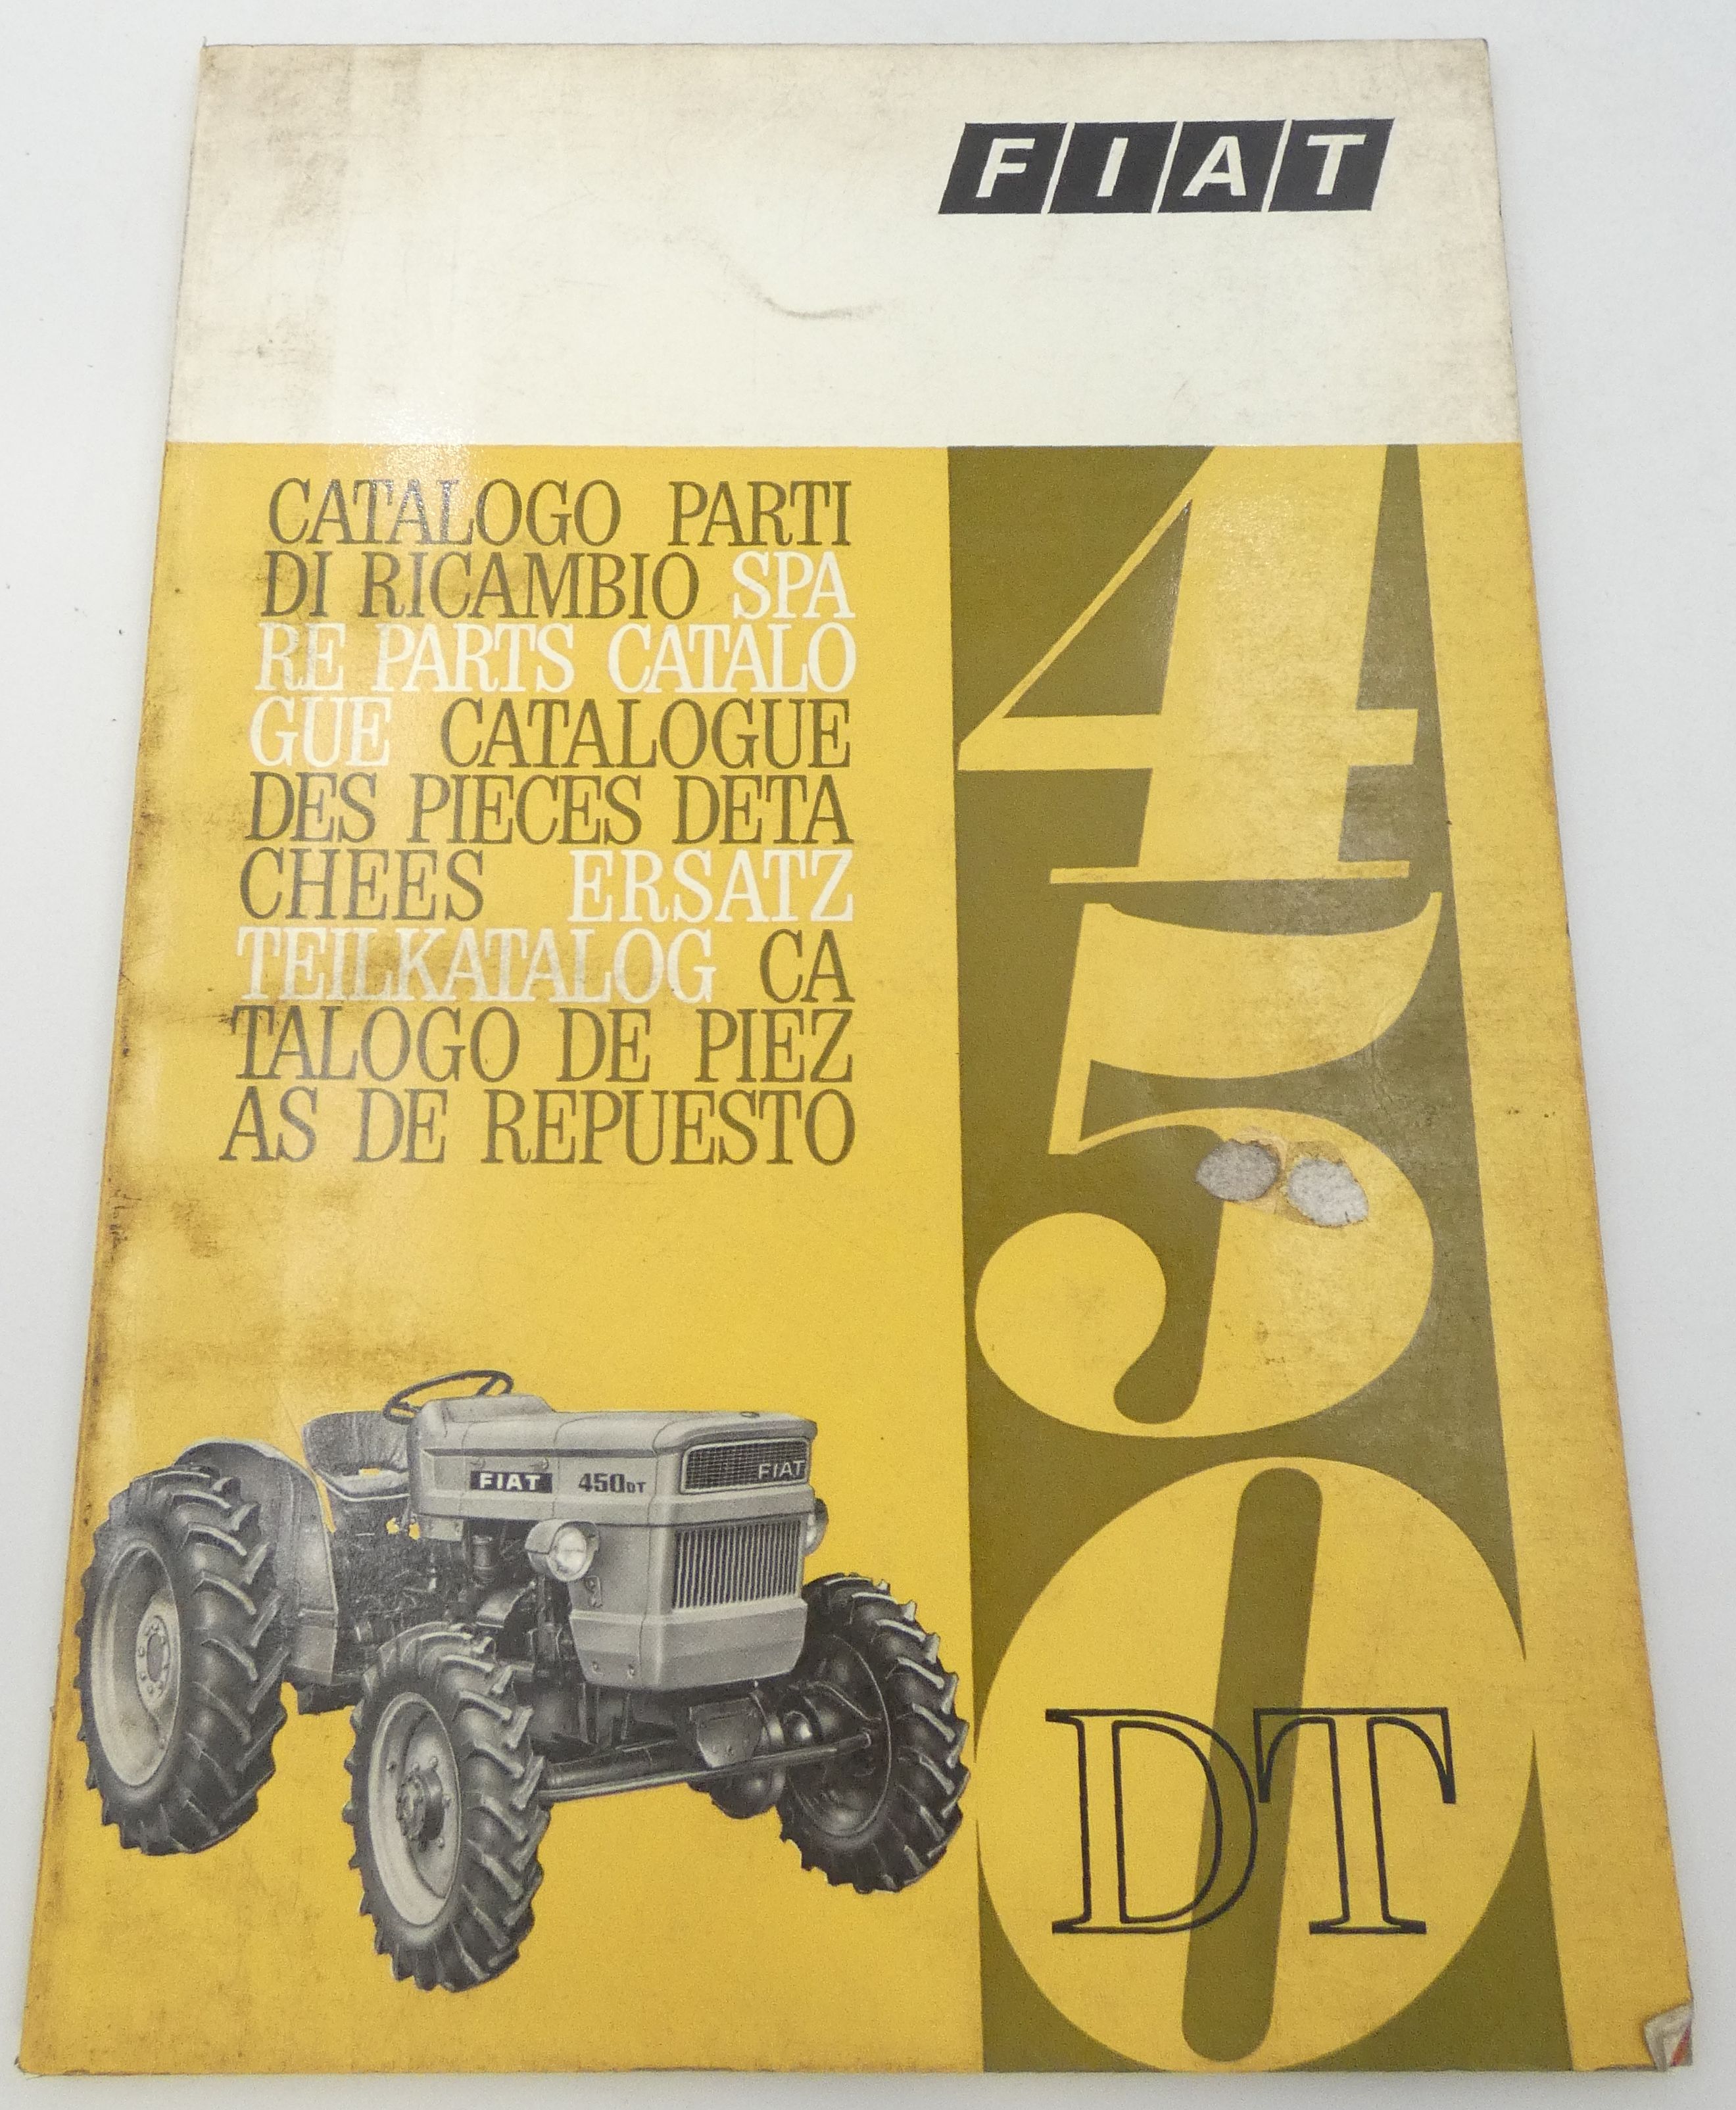 FIAT
CATALOGO PARTI
DI RICAMBIO SPA
RE PARTS CATALO
GUE CATALOGUE
DES PIECES DETA
CHEES ERSATZ
TEILKATALOG CA
TALOGO DE PIEZ
AS DE REPUESTO
450
DT
FIAT 450DT
FIAT